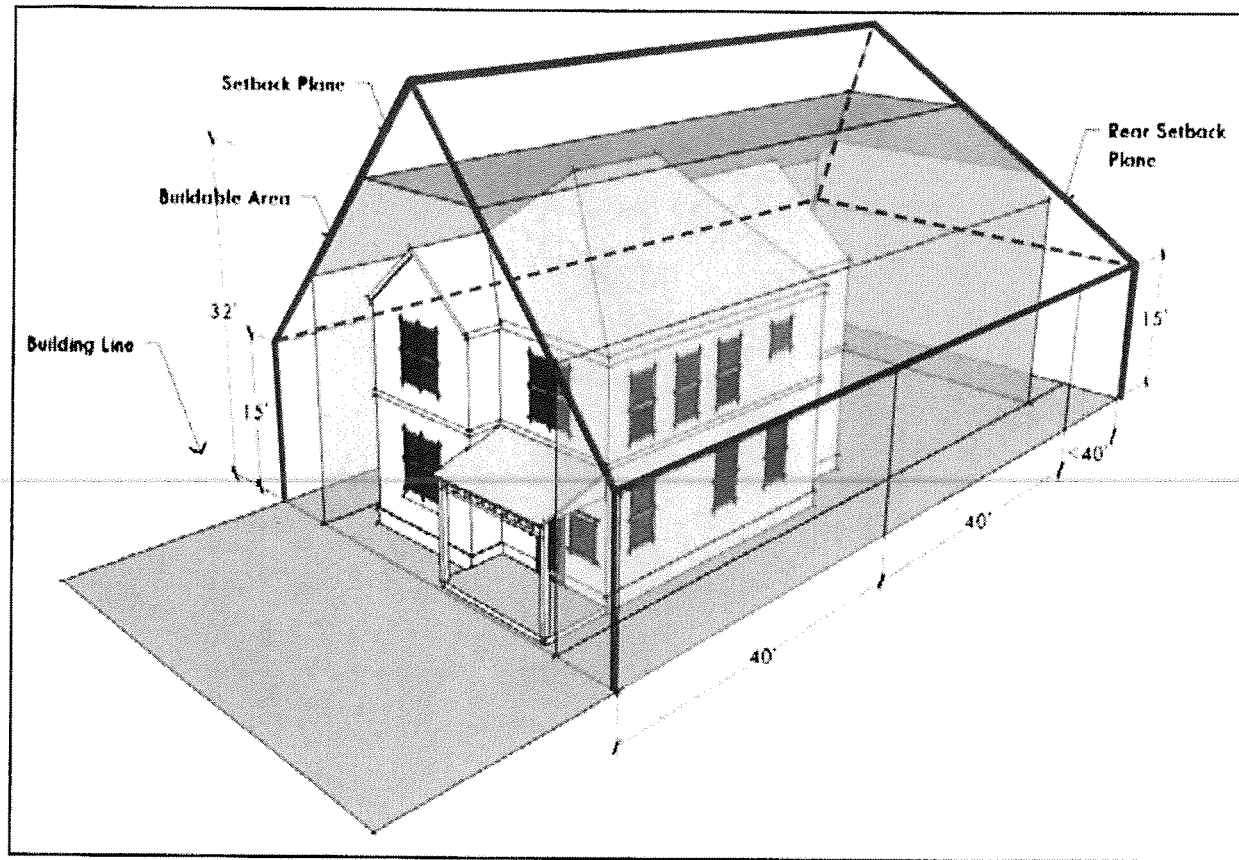 Setback Plane
Rear Setback
Plane
Buildable Area
32'
Building Line
15'
15'
<40'
40'
40'